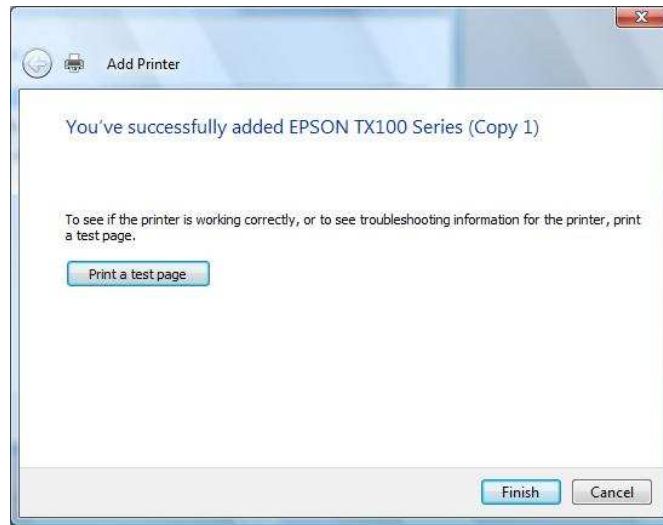 Add Printer
You've successfully added EPSON TX100 Series (Copy 1)
To see if the printer is working correctly, or to see troubleshooting information for the printer, print
a test page.
Print a test page
Finish Cancel